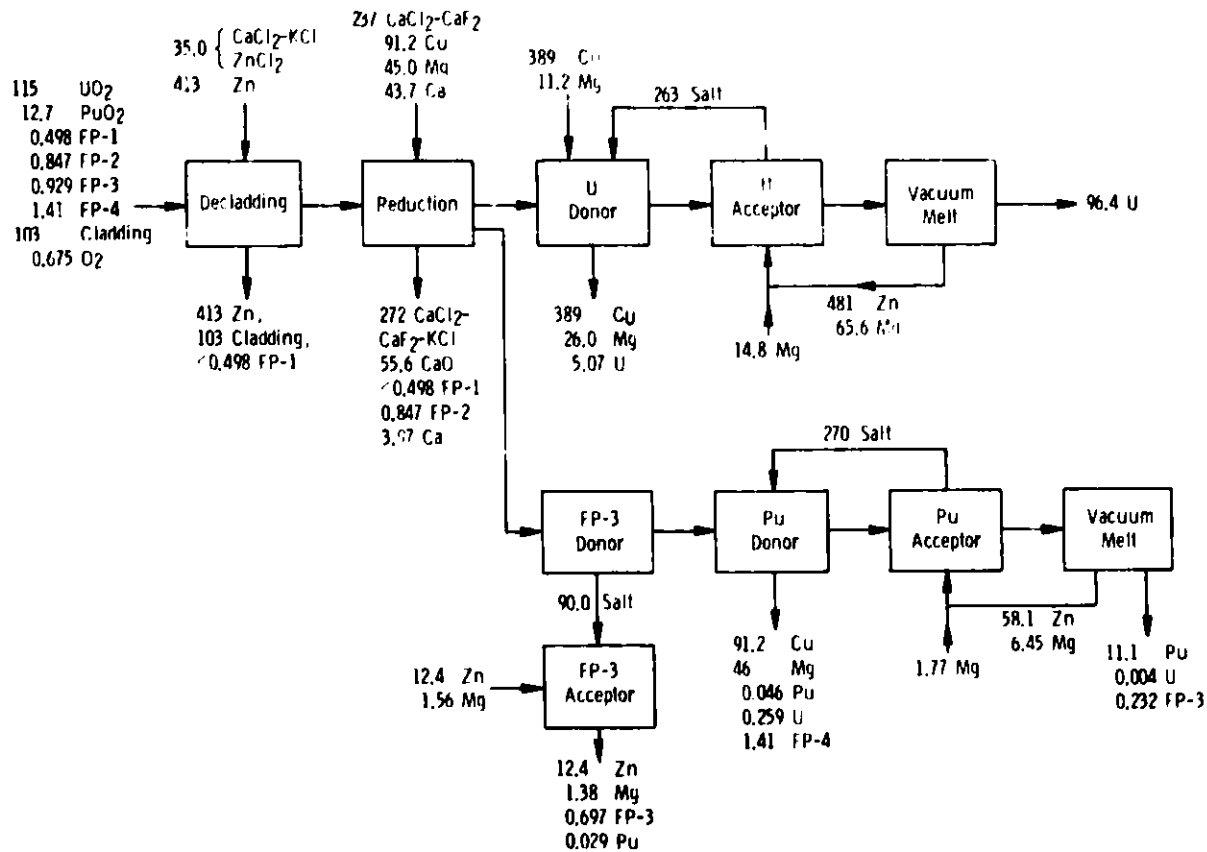 35.0 { CaCl2-KCl
ZnCl2
413 Zn
237 CaCl2-CaF2
91.2 Cu
45.0 Mg
43.7 Ca
389 Cu
11.2 Mg
263 Salt
115 UO2
12.7 PuO2
0.498 FP-1
0.847 FP-2
0.929 FP-3
1.41 FP-4
103 Cladding
0.675 O2
Decladding
Reduction
U
Donor
U
Acceptor
Vacuum
Melt
96.4 U
413 Zn,
103 Cladding,
<0.498 FP-1
272 CaCl2-
CaF2-KCl
55.6 CaO
<0.498 FP-1
0.847 FP-2
3.97 Ca
389 Cu
26.0 Mg
5.07 U
481 Zn
65.6 Mg
14.8 Mg
270 Salt
FP-3
Donor
Pu
Donor
Pu
Acceptor
Vacuum
Melt
90.0 Salt
12.4 Zn
1.56 Mg
FP-3
Acceptor
91.2 Cu
46 Mg
0.046 Pu
0.259 U
1.41 FP-4
58.1 Zn
6.45 Mg
1.77 Mg
11.1 Pu
0.004 U
0.232 FP-3
12.4 Zn
1.38 Mg
0.697 FP-3
0.029 Pu